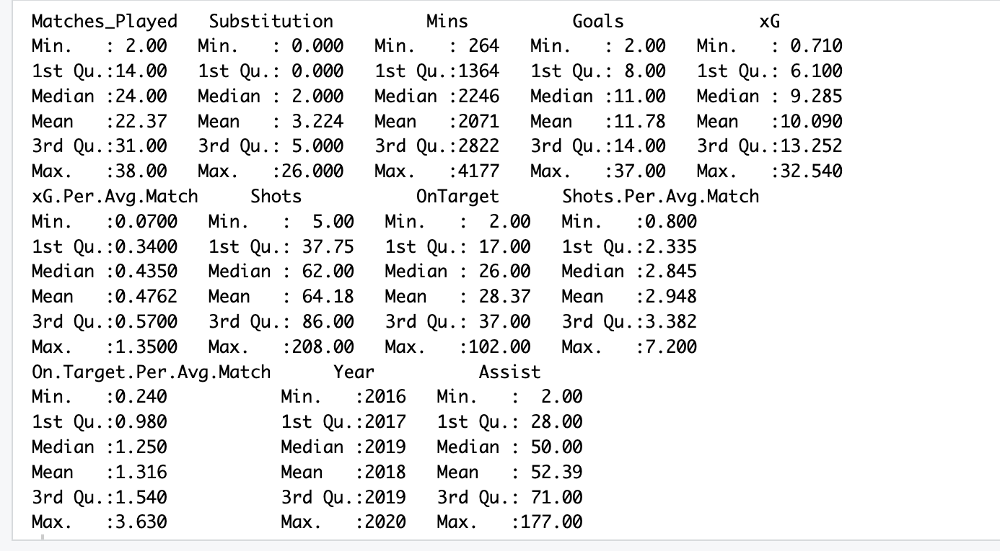 Matches_Played   Substitution         Mins          Goals             xG
Min.   : 2.00   Min.   : 0.000   Min.   : 264   Min.   : 2.00   Min.   : 0.710
1st Qu.:14.00   1st Qu.: 0.000   1st Qu.:1364   1st Qu.: 8.00   1st Qu.: 6.100
Median :24.00   Median : 2.000   Median :2246   Median :11.00   Median : 9.285
Mean   :22.37   Mean   : 3.224   Mean   :2071   Mean   :11.78   Mean   :10.090
3rd Qu.:31.00   3rd Qu.: 5.000   3rd Qu.:2822   3rd Qu.:14.00   3rd Qu.:13.252
Max.   :38.00   Max.   :26.000   Max.   :4177   Max.   :37.00   Max.   :32.540
xG.Per.Avg.Match     Shots           OnTarget      Shots.Per.Avg.Match
Min.   :0.0700   Min.   :  5.00   Min.   :  2.00   Min.   :0.800
1st Qu.:0.3400   1st Qu.: 37.75   1st Qu.: 17.00   1st Qu.:2.335
Median :0.4350   Median : 62.00   Median : 26.00   Median :2.845
Mean   :0.4762   Mean   : 64.18   Mean   : 28.37   Mean   :2.948
3rd Qu.:0.5700   3rd Qu.: 86.00   3rd Qu.: 37.00   3rd Qu.:3.382
Max.   :1.3500   Max.   :208.00   Max.   :102.00   Max.   :7.200
On.Target.Per.Avg.Match      Year          Assist
Min.   :0.240           Min.   :2016   Min.   :  2.00
1st Qu.:0.980           1st Qu.:2017   1st Qu.: 28.00
Median :1.250           Median :2019   Median : 50.00
Mean   :1.316           Mean   :2018   Mean   : 52.39
3rd Qu.:1.540           3rd Qu.:2019   3rd Qu.: 71.00
Max.   :3.630           Max.   :2020   Max.   :177.00